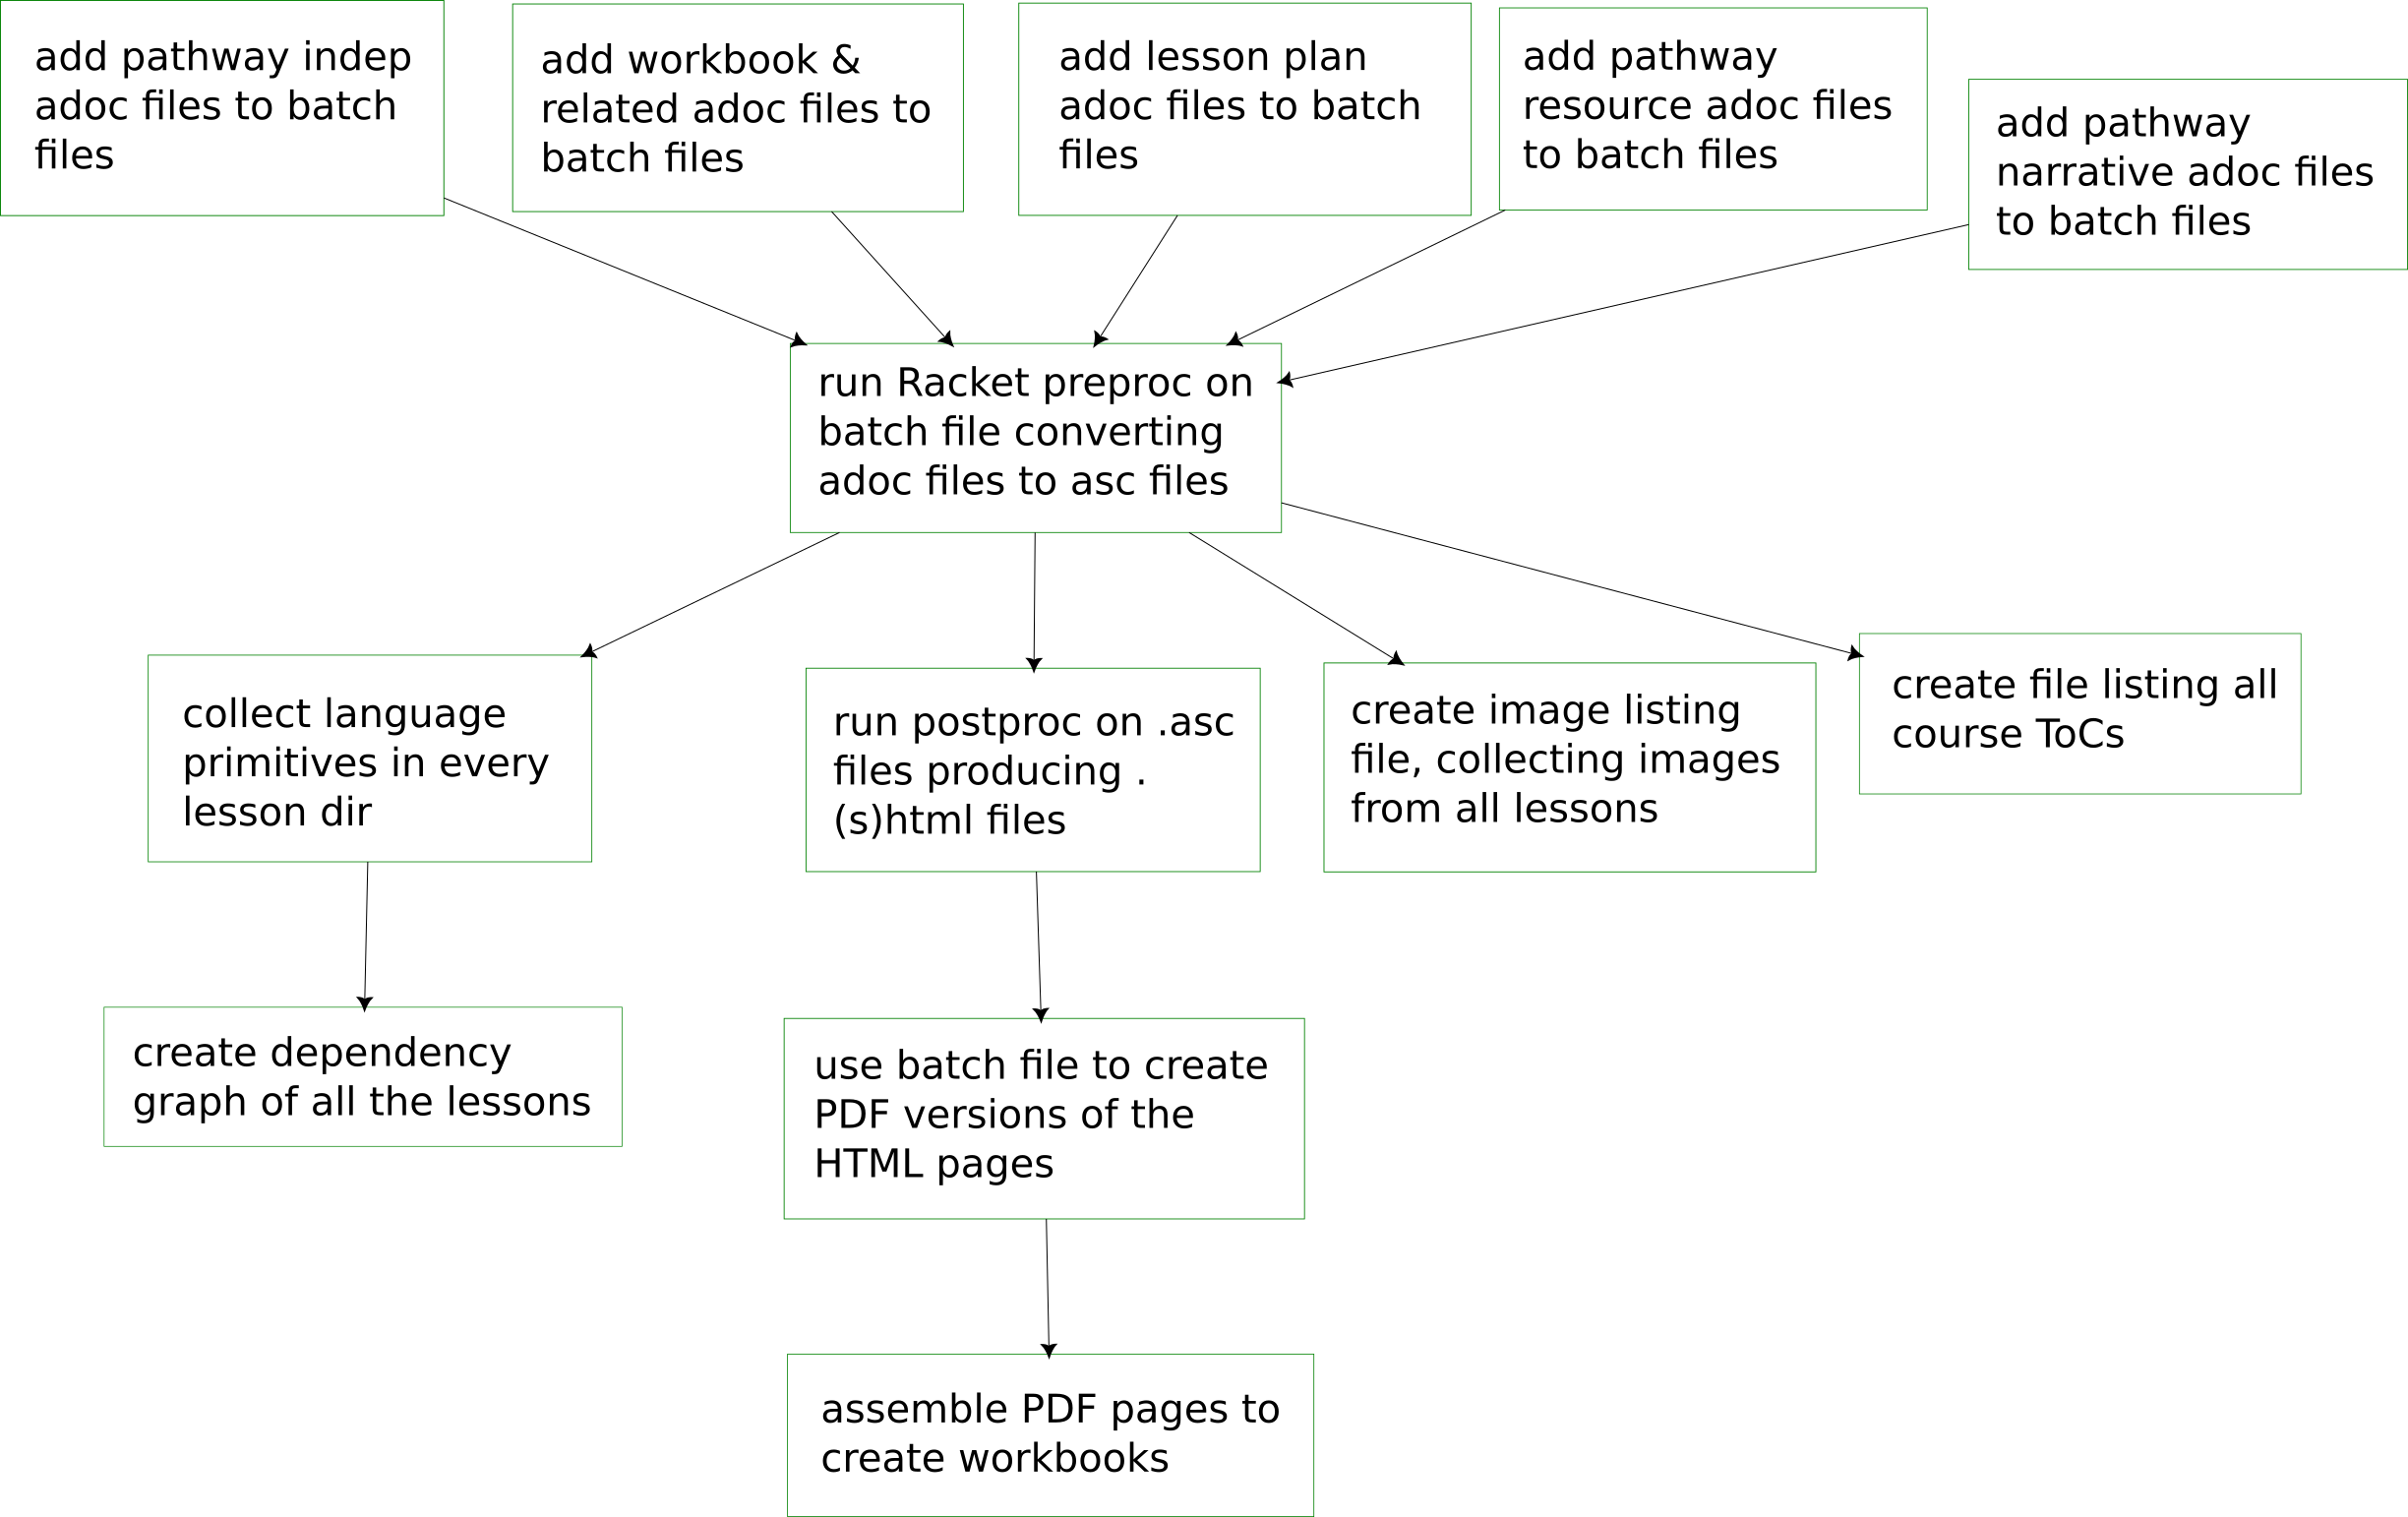 add pathway indep
adoc files to batch
files
add workbook &
related adoc files to
batch files
add lesson plan
adoc files to batch
files
add pathway
resource adoc files
to batch files
add pathway
narrative adoc files
to batch files
run Racket preproc on
batch file converting
adoc files to asc files
collect language
primitives in every
lesson dir
run postproc on .asc
files producing .
(s)html files
create image listing
file, collecting images
from all lessons
create file listing all
course ToCs
create dependency
graph of all the lessons
use batch file to create
PDF versions of the
HTML pages
assemble PDF pages to
create workbooks